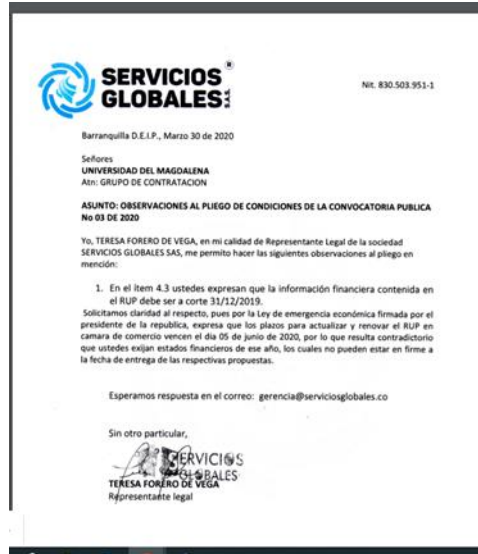 SERVICIOS®
GLOBALES S.A.S.
Nit. 830.503.951-1
Barranquilla D.E.I.P., Marzo 30 de 2020
Señores
UNIVERSIDAD DEL MAGDALENA
Atn: GRUPO DE CONTRATACION
ASUNTO: OBSERVACIONES AL PLIEGO DE CONDICIONES DE LA CONVOCATORIA PUBLICA
No 03 DE 2020
Yo, TERESA FORERO DE VEGA, en mi calidad de Representante Legal de la sociedad
SERVICIOS GLOBALES SAS, me permito hacer las siguientes observaciones al pliego en
mención:
1. En el item 4.3 ustedes expresan que la información financiera contenida en
el RUP debe ser a corte 31/12/2019.
Solicitamos claridad al respecto, pues por la Ley de emergencia económica firmada por el
presidente de la republica, expresa que los plazos para actualizar y renovar el RUP en
camara de comercio vencen el dia 05 de junio de 2020, por lo que resulta contradictorio
que ustedes exijan estados financieros de ese año, los cuales no pueden estar en firme a
la fecha de entrega de las respectivas propuestas.
Esperamos respuesta en el correo: gerencia@serviciosglobales.co
Sin otro particular,
SERVICIOS
GLOBALES
TERESA FORERO DE VEGA
Representante legal